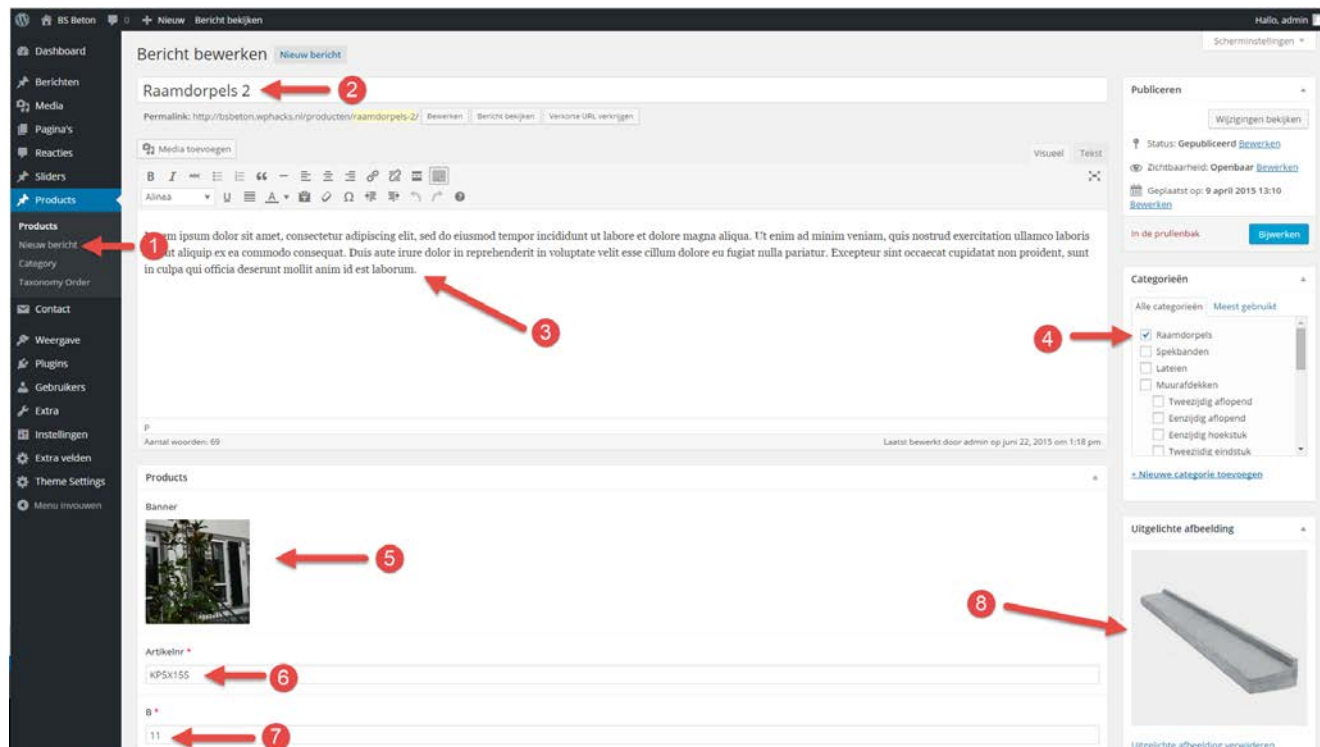 BS Beton 0 + Nieuw Bericht bekijken
Hallo, admin
Scherminstellingen
Dashboard
Berichten
Media
Pagina's
Reacties
Sliders
Products
Products
Nieuw bericht
Category
Taxonomy Order
Contact
Weergave
Plugins
Gebruikers
Extra
Instellingen
Extra velden
Theme Settings
Menu invouwen
1
Bericht bewerken Nieuw bericht
Raamdorpels 2
2
Permalink: http://bsbeton.wphacks.nl/producten/raamdorpels-2/ Bewerken Bericht bekijken Verkorte URL verkrijgen
Media toevoegen
Visueel Tekst
B I ABC
Alinea U A Ω
ipsum dolor sit amet, consectetur adipiscing elit, sed do eiusmod tempor incididunt ut labore et dolore magna aliqua. Ut enim ad minim veniam, quis nostrud exercitation ullamco laboris
ut aliquip ex ea commodo consequat. Duis aute irure dolor in reprehenderit in voluptate velit esse cillum dolore eu fugiat nulla pariatur. Excepteur sint occaecat cupidatat non proident, sunt
in culpa qui officia deserunt mollit anim id est laborum.
3
P
Aantal woorden: 69
Laatst bewerkt door admin op juni 22, 2015 om 1:18 pm
Products
Banner
5
Artikelnr *
KP5X155
6
B *
11
7
Publiceren
Wijzigingen bekijken
Status: Gepubliceerd Bewerken
Zichtbaarheid: Openbaar Bewerken
Geplaatst op: 9 april 2015 13:10
Bewerken
In de prullenbak
Bijwerken
Categorieën
Alle categorieën Meest gebruikt
4
Raamdorpels
Spekbanden
Lateien
Muurafdekken
Tweezijdig aflopend
Eenzijdig aflopend
Eenzijdig hoekstuk
Tweezijdig eindstuk
+ Nieuwe categorie toevoegen
Uitgelichte afbeelding
8
Uitgelichte afbeelding verwijderen